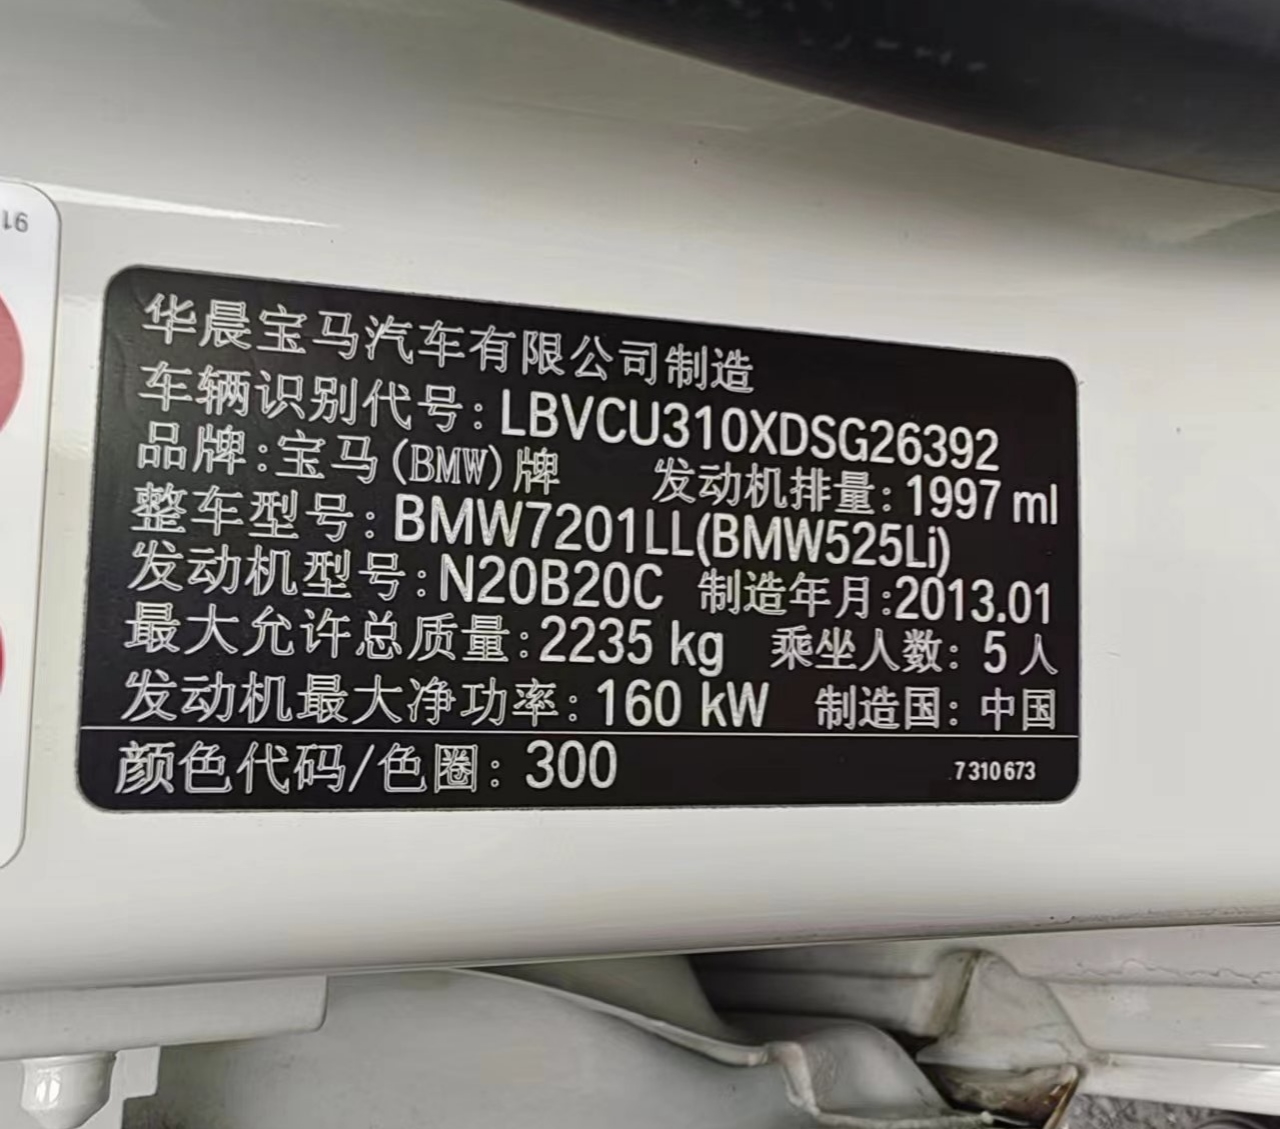 91
华晨宝马汽车有限公司制造
车辆识别代号：LBVCU310XDSG26392
品牌：宝马(BMW)牌 发动机排量：1997 ml
整车型号：BMW7201LL(BMW525Li)
发动机型号：N20B20C 制造年月：2013.01
最大允许总质量：2235 kg 乘坐人数：5 人
发动机最大净功率：160 kW 制造国：中国
颜色代码/色圈：300 7 310 673